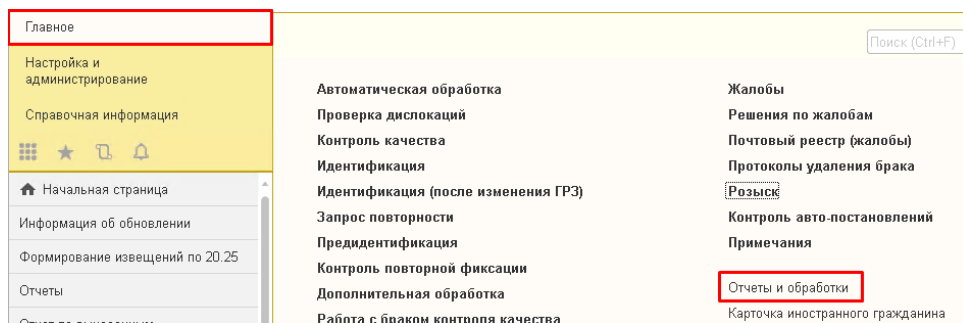 Главное
Настройка и
администрирование
Справочная информация
Начальная страница
Информация об обновлении
Формирование извещений по 20.25
Отчеты
Поиск (Ctrl+F)
Автоматическая обработка
Проверка дислокаций
Контроль качества
Идентификация
Идентификация (после изменения ГРЗ)
Запрос повторности
Предидентификация
Контроль повторной фиксации
Дополнительная обработка
Работа с браком контроля качества
Жалобы
Решения по жалобам
Почтовый реестр (жалобы)
Протоколы удаления брака
Розыск
Контроль авто-постановлений
Примечания
Отчеты и обработки
Карточка иностранного гражданина